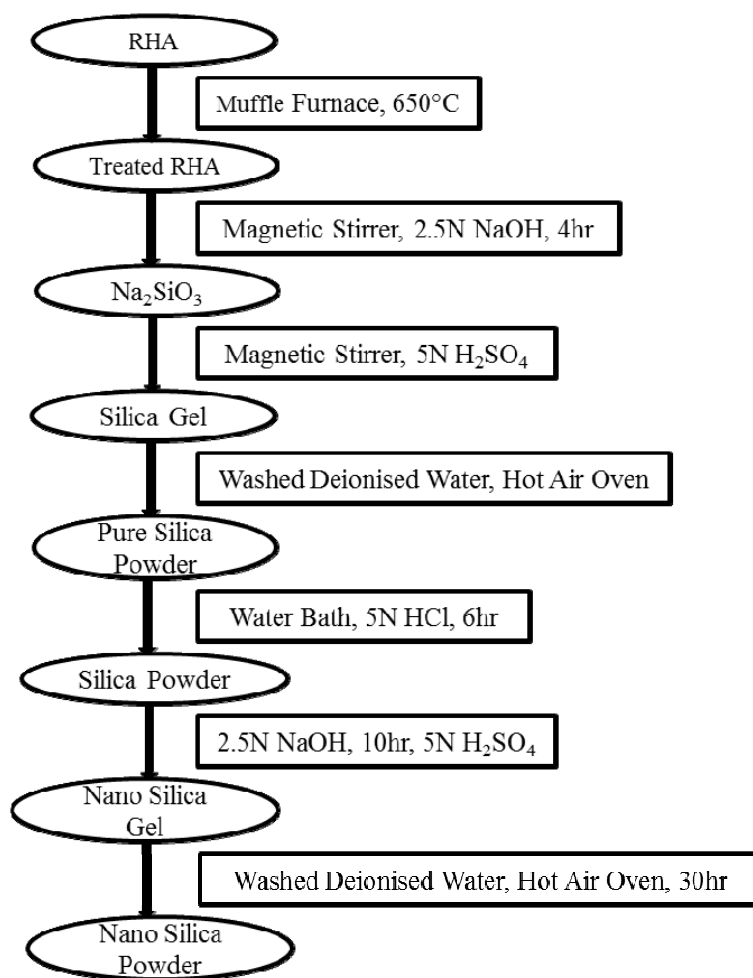 RHA
Muffle Furnace, 650°C
Treated RHA
Magnetic Stirrer, 2.5N NaOH, 4hr
Na₂SiO₃
Magnetic Stirrer, 5N H₂SO₄
Silica Gel
Washed Deionised Water, Hot Air Oven
Pure Silica
Powder
Water Bath, 5N HCl, 6hr
Silica Powder
2.5N NaOH, 10hr, 5N H₂SO₄
Nano Silica
Gel
Washed Deionised Water, Hot Air Oven, 30hr
Nano Silica
Powder